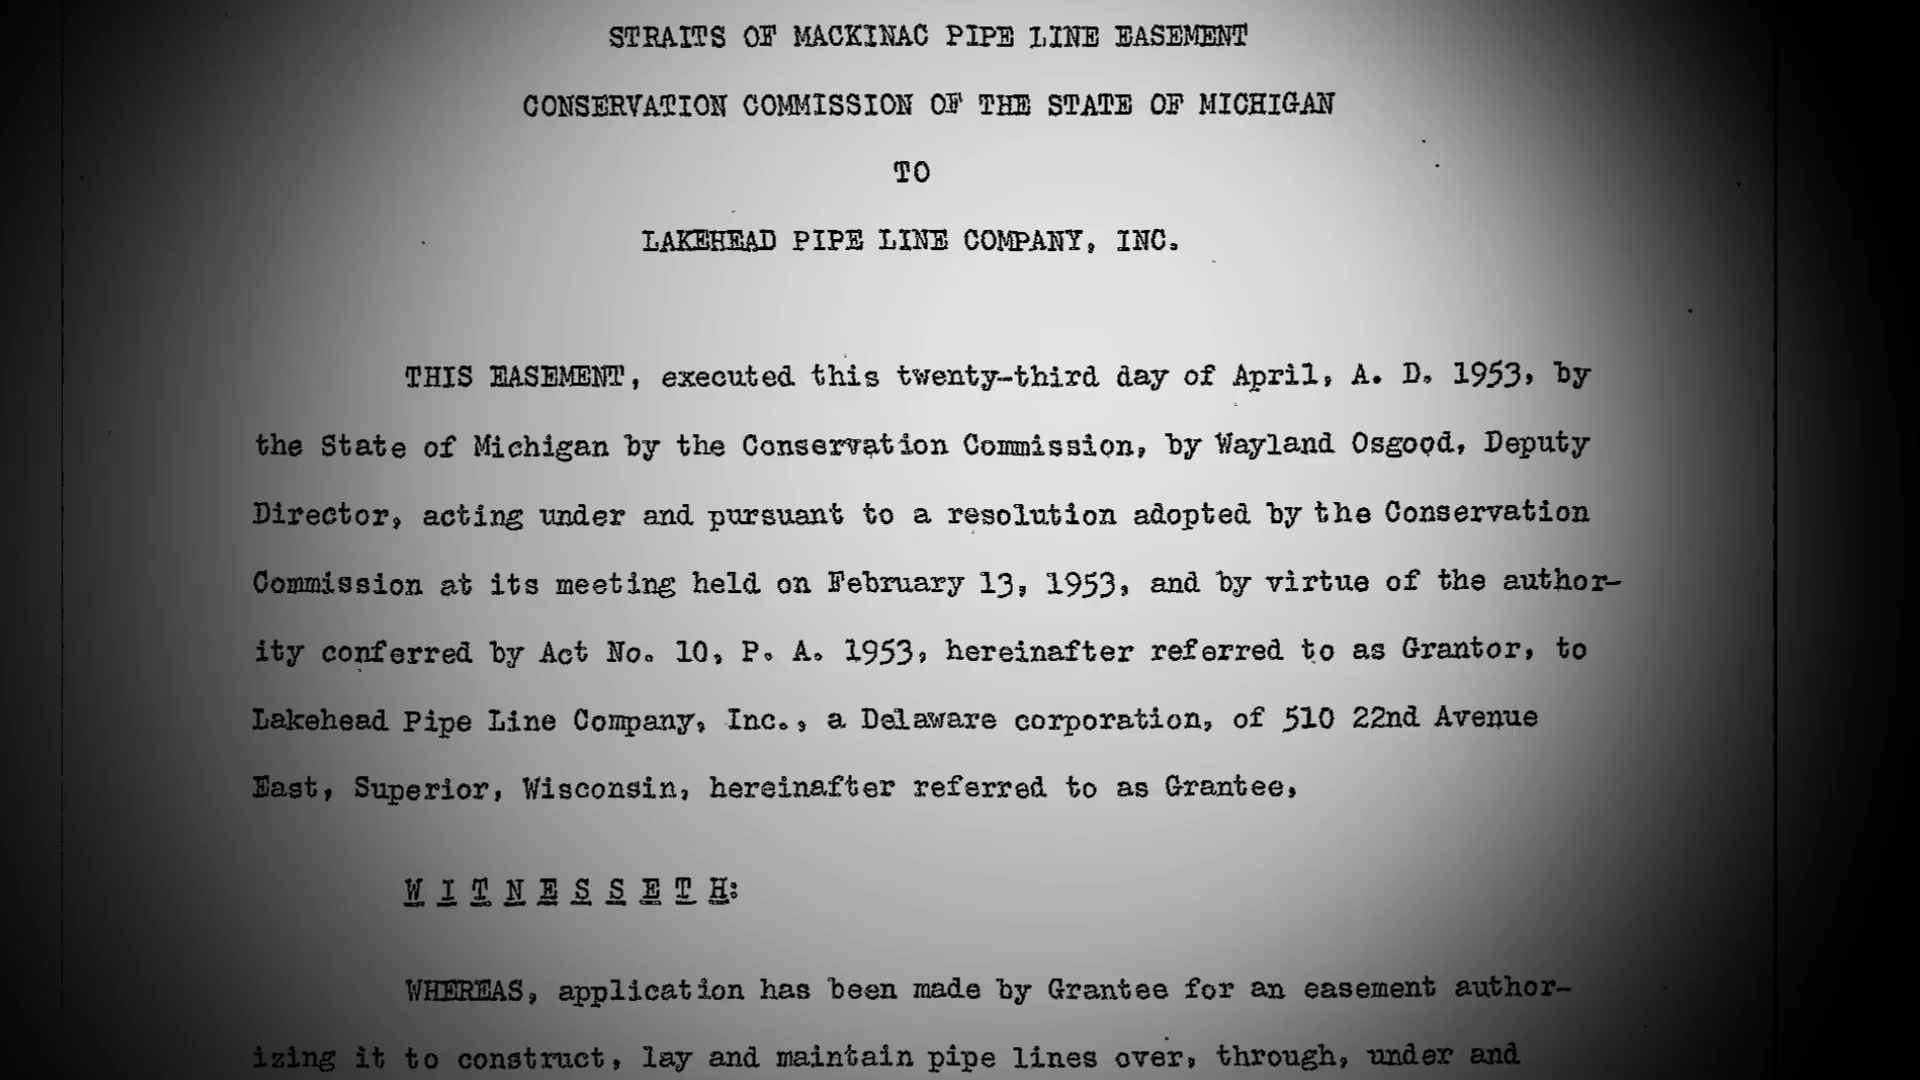 STRAITS OF MACKINAC PIPE LINE EASEMENT
CONSERVATION COMMISSION OF THE STATE OF MICHIGAN
TO
LAKEHEAD PIPE LINE COMPANY, INC.
THIS EASEMENT, executed this twenty-third day of April, A. D. 1953, by
the State of Michigan by the Conservation Commission, by Wayland Osgood, Deputy
Director, acting under and pursuant to a resolution adopted by the Conservation
Commission at its meeting held on February 13, 1953, and by virtue of the author-
ity conferred by Act No. 10, P. A. 1953, hereinafter referred to as Grantor, to
Lakehead Pipe Line Company, Inc., a Delaware corporation, of 510 22nd Avenue
East, Superior, Wisconsin, hereinafter referred to as Grantee,
W I T N E S S E T H:
WHEREAS, application has been made by Grantee for an easement author-
izing it to construct, lay and maintain pipe lines over, through, under and